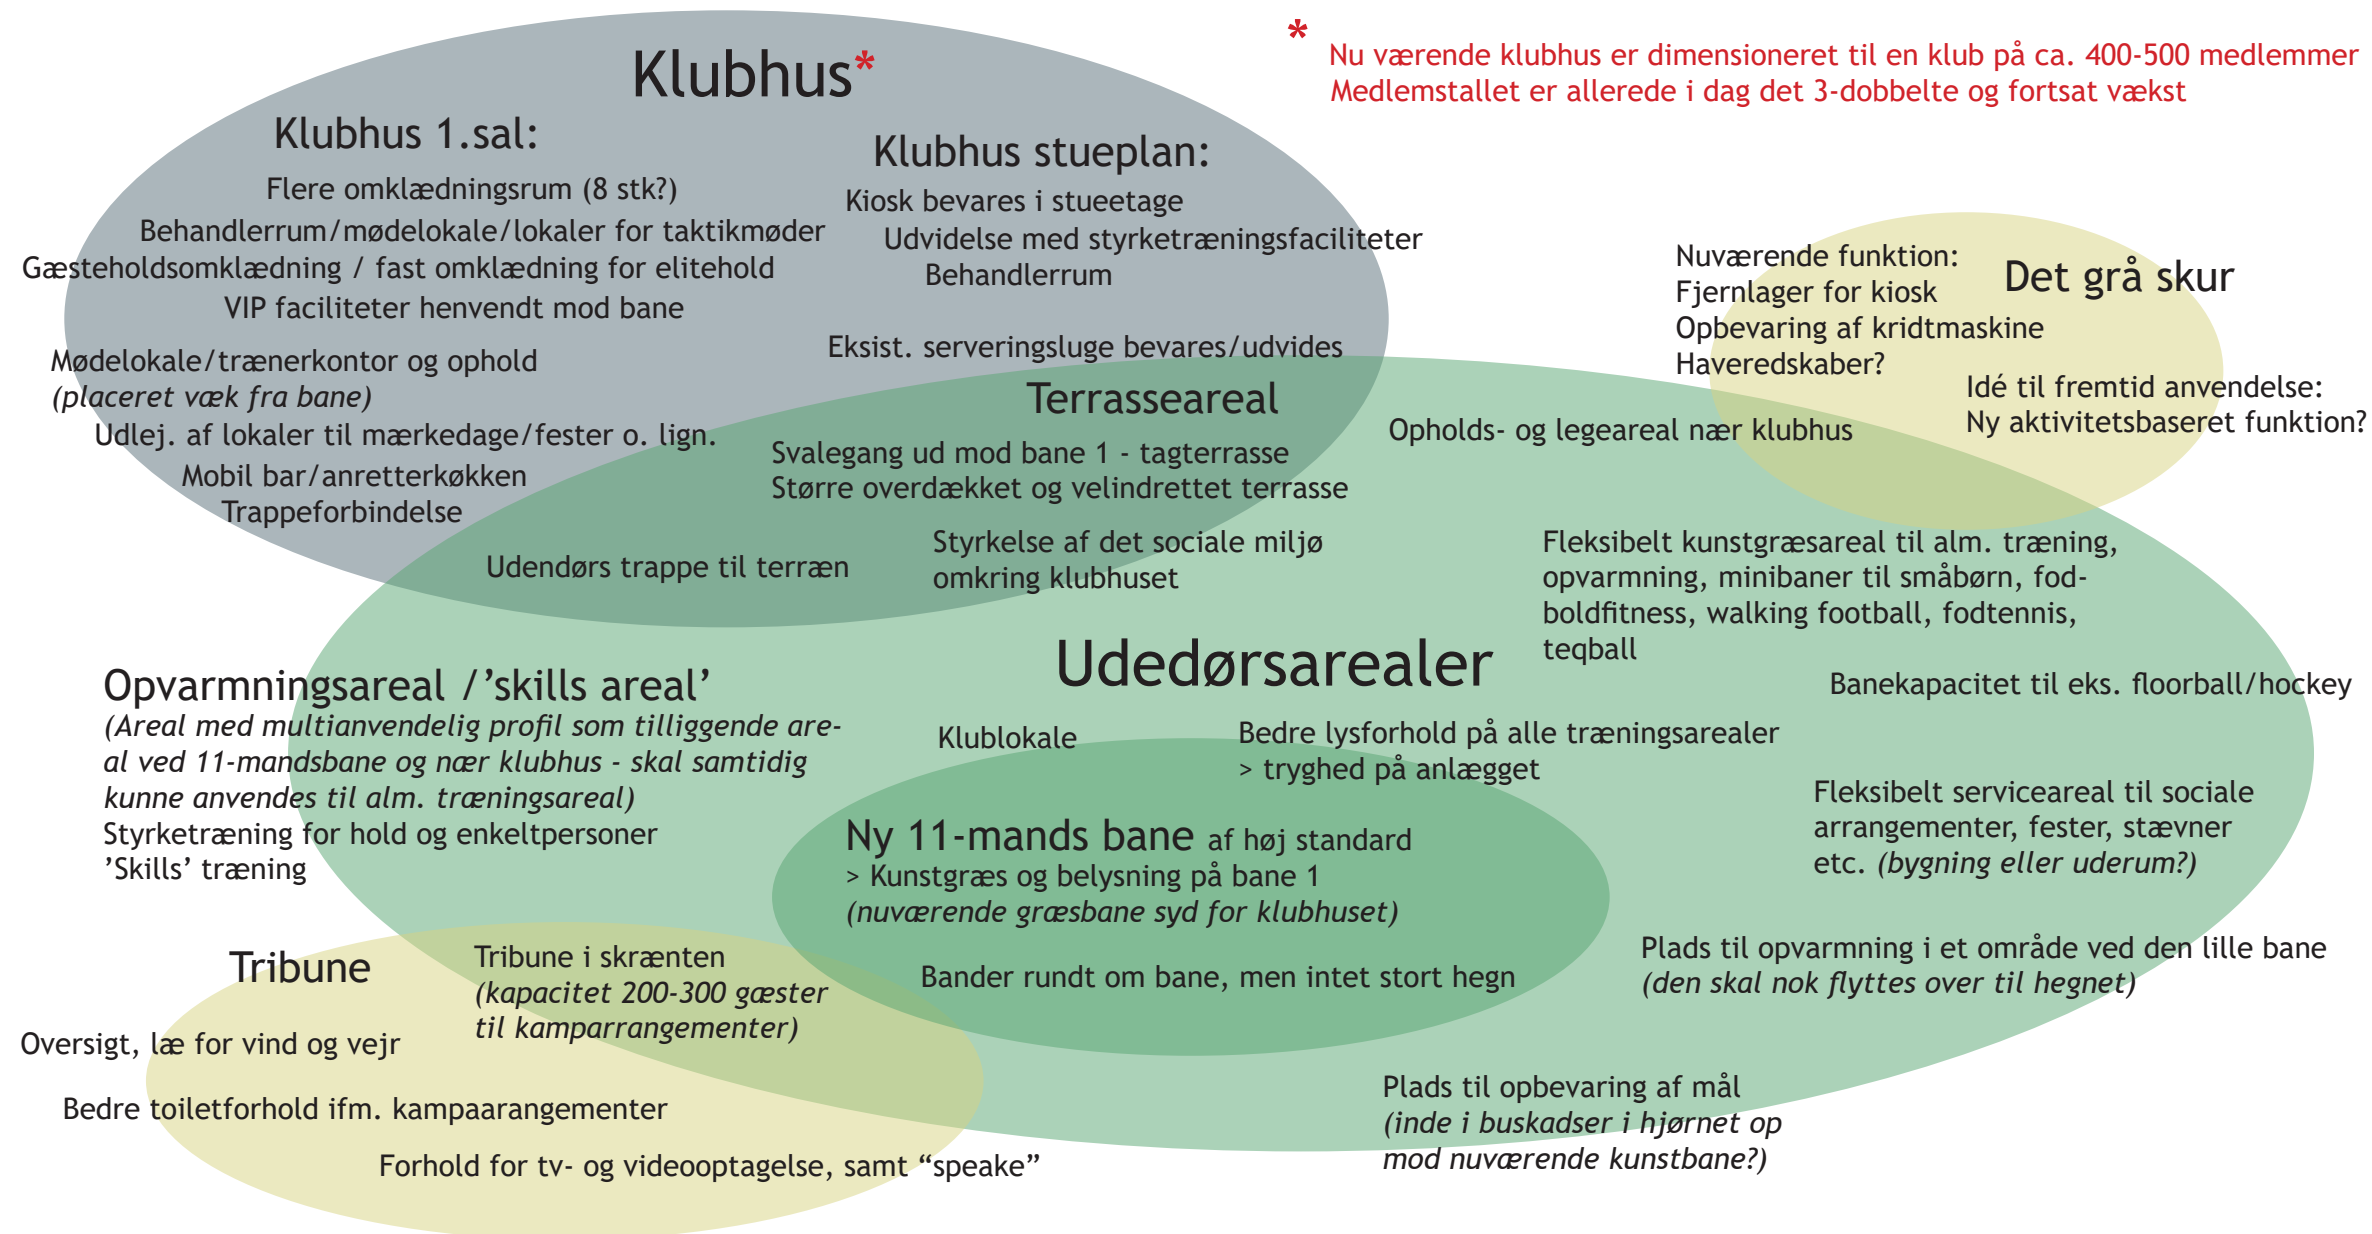 Klubhus*
*
Nu værende klubhus er dimensioneret til en klub på ca. 400-500 medlemmer
Medlemstallet er allerede i dag det 3-dobbelte og fortsat vækst
Klubhus 1.sal:
Flere omklædningsrum (8 stk?)
Behandlerrum/mødelokale/lokaler for taktikmøder
Gæsteholdsomklædning / fast omklædning for elitehold
VIP faciliteter henvendt mod bane
Mødelokale/trænerkontor og ophold
(placeret væk fra bane)
Udlej. af lokaler til mærkedage/fester o. lign.
Mobil bar/anretterkøkken
Trappeforbindelse
Klubhus stueplan:
Kiosk bevares i stueetage
Udvidelse med styrketræningsfaciliteter
Behandlerrum
Eksist. serveringsluge bevares/udvides
Terrasseareal
Svalegang ud mod bane 1 - tagterrasse
Større overdækket og velindrettet terrasse
Styrkelse af det sociale miljø
omkring klubhuset
Udendørs trappe til terræn
Nuværende funktion:
Fjernlager for kiosk
Opbevaring af kridtmaskine
Haveredskaber?
Det grå skur
Idé til fremtid anvendelse:
Ny aktivitetsbaseret funktion?
Opholds- og legeareal nær klubhus
Fleksibelt kunstgræsareal til alm. træning,
opvarmning, minibaner til småbørn, fod-
boldfitness, walking football, fodtennis,
teqball
Udedørsarealer
Banekapacitet til eks. floorball/hockey
Opvarmningsareal /’skills areal’
(Areal med multianvendelig profil som tilliggende are-
al ved 11-mandsbane og nær klubhus - skal samtidig
kunne anvendes til alm. træningsareal)
Styrketræning for hold og enkeltpersoner
’Skills’ træning
Klublokale
Bedre lysforhold på alle træningsarealer
> tryghed på anlægget
Fleksibelt serviceareal til sociale
arrangementer, fester, stævner
etc. (bygning eller uderum?)
Ny 11-mands bane af høj standard
> Kunstgræs og belysning på bane 1
(nuværende græsbane syd for klubhuset)
Bander rundt om bane, men intet stort hegn
Plads til opvarmning i et område ved den lille bane
(den skal nok flyttes over til hegnet)
Tribune
Tribune i skrænten
(kapacitet 200-300 gæster
til kamparrangementer)
Oversigt, læ for vind og vejr
Bedre toiletforhold ifm. kampaarangementer
Forhold for tv- og videooptagelse, samt “speake”
Plads til opbevaring af mål
(inde i buskadser i hjørnet op
mod nuværende kunstbane?)